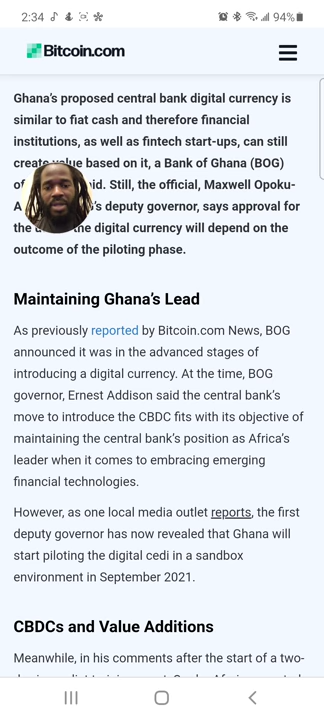 2:34
94%
Bitcoin.com
Ghana's proposed central bank digital currency is
similar to fiat cash and therefore financial
institutions, as well as fintech start-ups, can still
create value based on it, a Bank of Ghana (BOG)
Still, the official, Maxwell Opoku-
deputy governor, says approval for
the digital currency will depend on the
outcome of the piloting phase.
Maintaining Ghana's Lead
As previously reported by Bitcoin.com News, BOG
announced it was in the advanced stages of
introducing a digital currency. At the time, BOG
governor, Ernest Addison said the central bank's
move to introduce the CBDC fits with its objective of
maintaining the central bank's position as Africa's
leader when it comes to embracing emerging
financial technologies.
However, as one local media outlet reports, the first
deputy governor has now revealed that Ghana will
start piloting the digital cedi in a sandbox
environment in September 2021.
CBDCs and Value Additions
Meanwhile, in his comments after the start of a two-